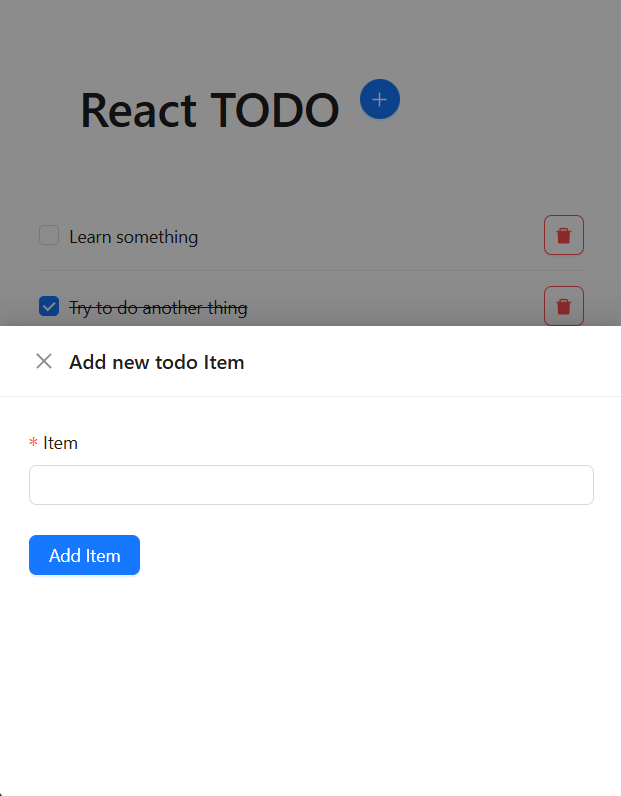 React TODO
Learn something
Try to do another thing
Add new todo Item
* Item
Add Item